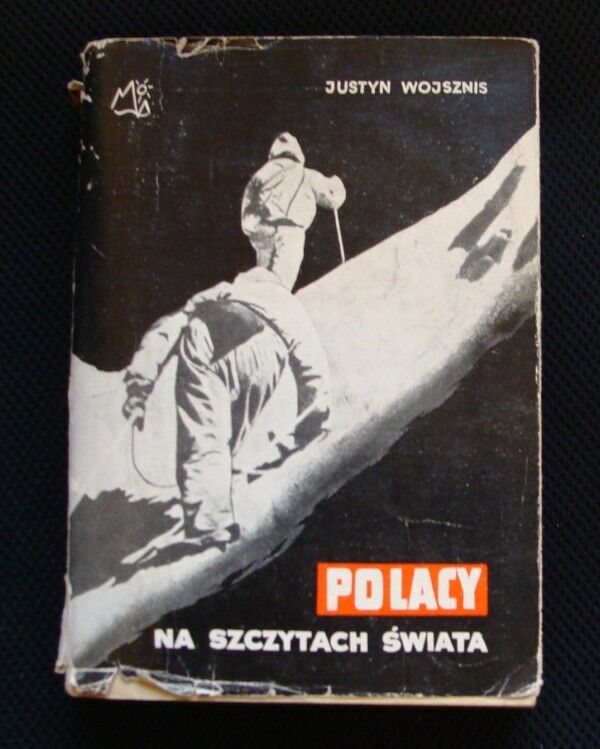 JUSTYN WOJSZNIS
POLACY
NA SZCZYTACH ŚWIATA